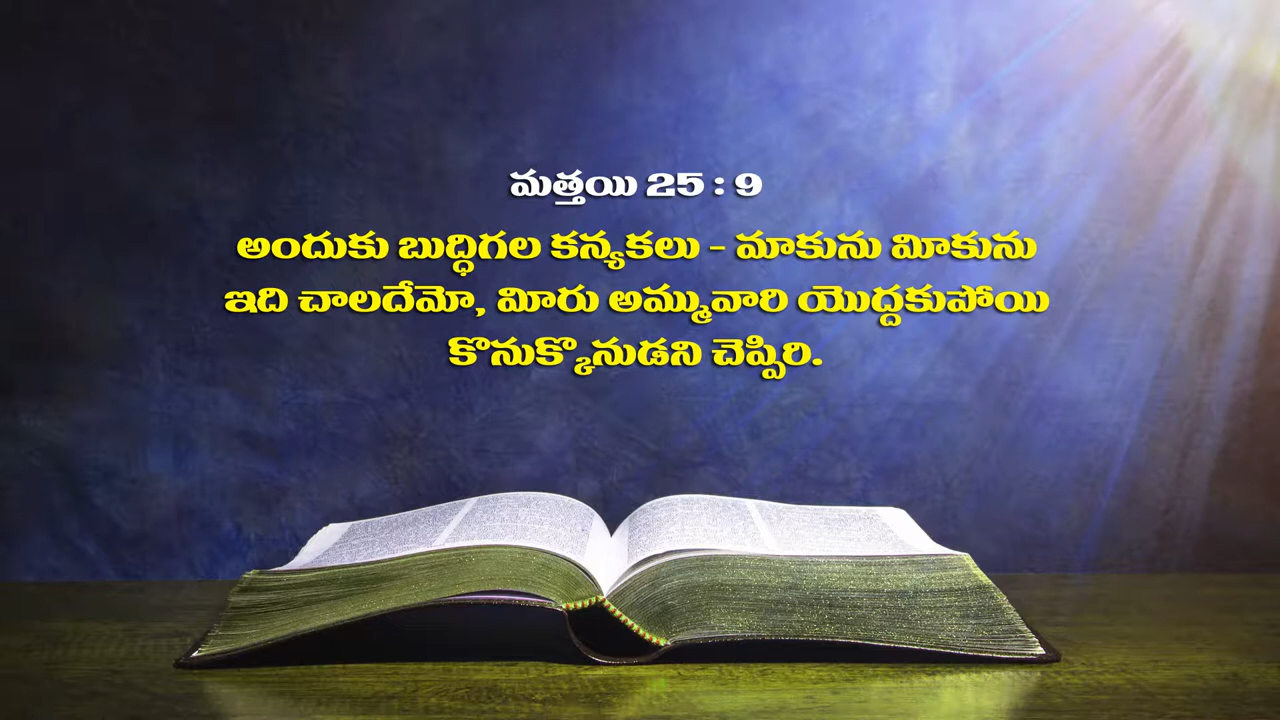 మత్తయి 25 : 9
అందుకు బుద్ధిగల కన్యకలు - మాకును మీకును
ఇది చాలదేమో, మీరు అమ్మువారి యొద్దకుపోయి
కొనుక్కొనుడని చెప్పిరి.